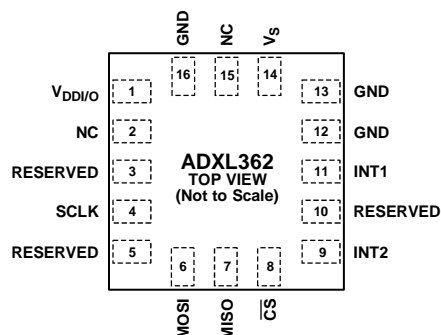 GND
NC
VS
16
15
14
VDDI/O 1
13 GND
NC 2
12 GND
RESERVED 3
ADXL362
TOP VIEW
(Not to Scale)
11 INT1
SCLK 4
10 RESERVED
RESERVED 5
9 INT2
6
7
8
MOSI
MISO
CS